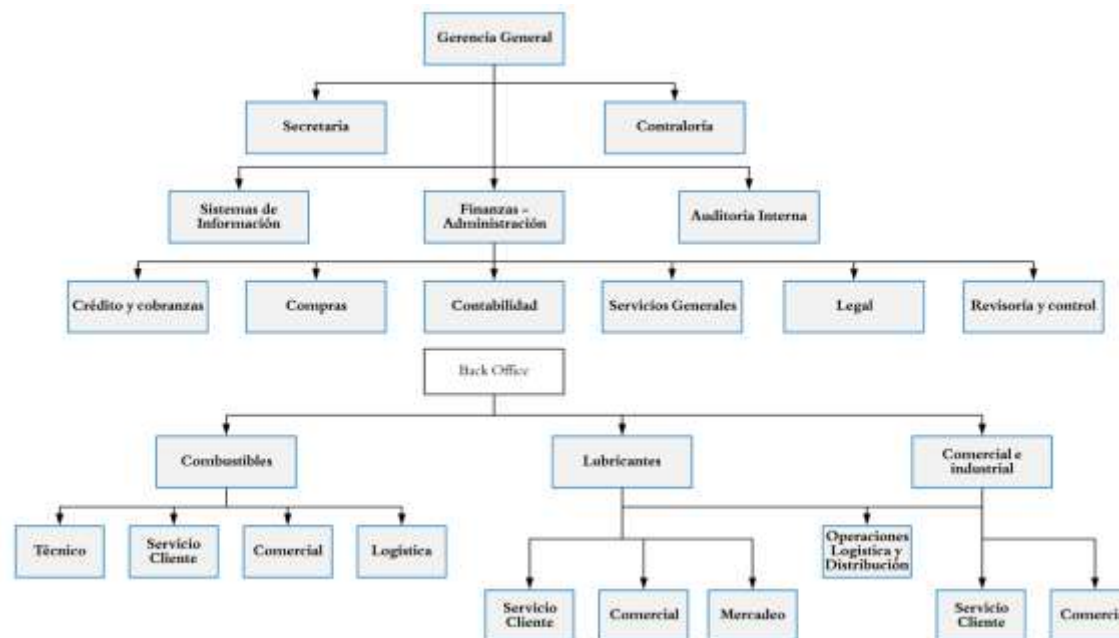 Gerencia General
Secretaria
Contraloría
Sistemas de
Información
Finanzas -
Administración
Auditoria Interna
Crédito y cobranzas
Compras
Contabilidad
Servicios Generales
Legal
Revisoría y control
Back Office
Combustibles
Lubricantes
Comercial e
industrial
Técnico
Servicio
Cliente
Comercial
Logística
Operaciones
Logística y
Distribución
Servicio
Cliente
Comercial
Mercadeo
Servicio
Cliente
Comerci